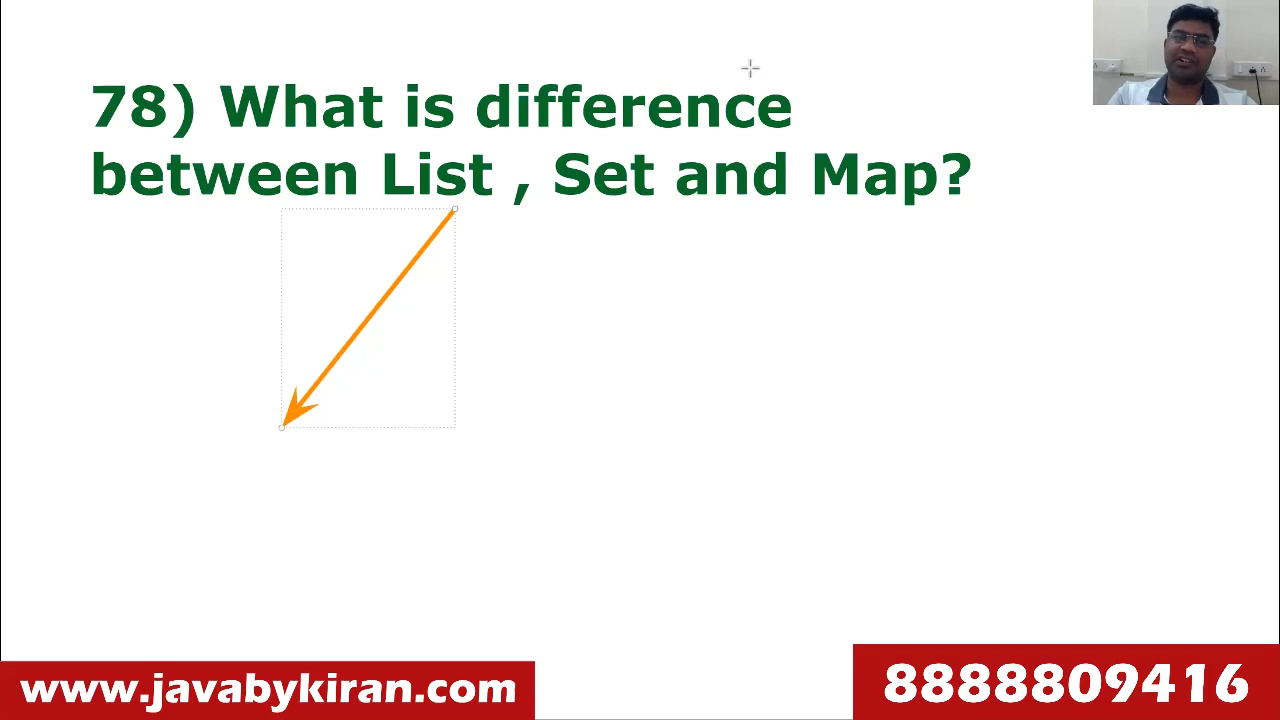 78) What is difference
between List , Set and Map?
www.javabykiran.com
8888809416